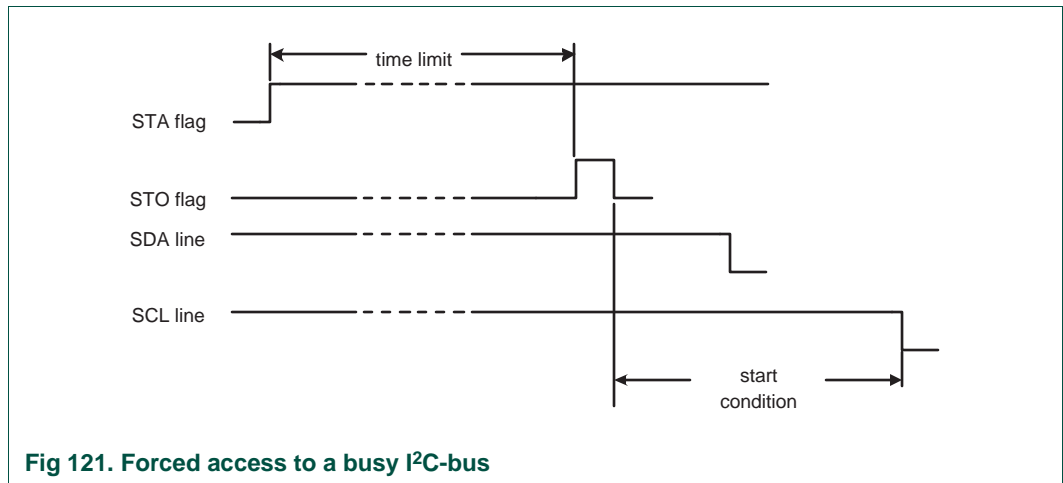 time limit
STA flag
STO flag
SDA line
SCL line
start
condition
Fig 121. Forced access to a busy I²C-bus